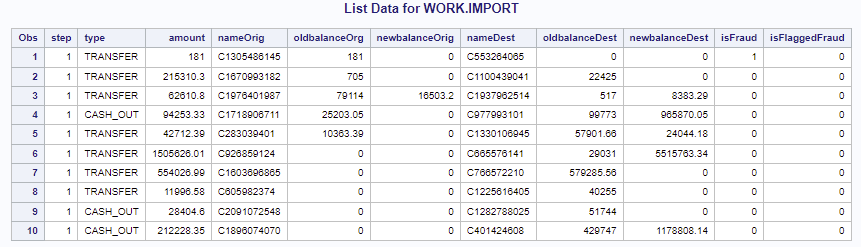 List Data for WORK.IMPORT
Obs step type amount nameOrig oldbalanceOrg newbalanceOrig nameDest oldbalanceDest newbalanceDest isFraud isFlaggedFraud
1 1 TRANSFER 181 C1305486145 181 0 C553264065 0 0 1 0
2 1 TRANSFER 215310.3 C1670993182 705 0 C1100439041 22425 0 0 0
3 1 TRANSFER 62610.8 C1976401987 79114 16503.2 C1937962514 517 8383.29 0 0
4 1 CASH_OUT 94253.33 C1718906711 25203.05 0 C977993101 99773 965870.05 0 0
5 1 TRANSFER 42712.39 C283039401 10363.39 0 C1330106945 57901.66 24044.18 0 0
6 1 TRANSFER 1505626.01 C926859124 0 0 C665576141 29031 5515763.34 0 0
7 1 TRANSFER 554026.99 C1603696865 0 0 C766572210 579285.56 0 0 0
8 1 TRANSFER 11996.58 C605982374 0 0 C1225616405 40255 0 0 0
9 1 CASH_OUT 28404.6 C2091072548 0 0 C1282788025 51744 0 0 0
10 1 CASH_OUT 212228.35 C1896074070 0 0 C401424608 429747 1178808.14 0 0